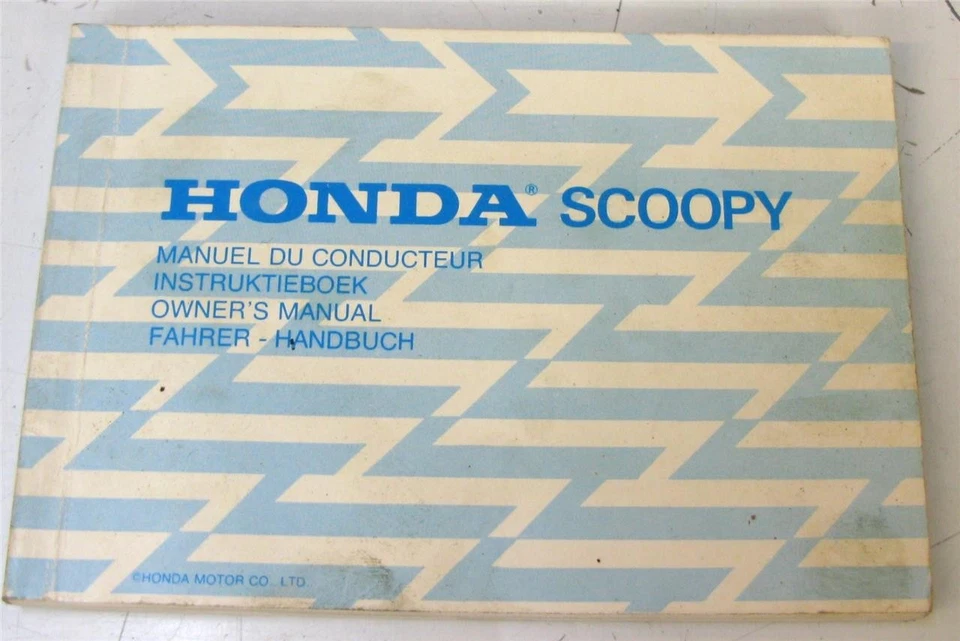 HONDA® SCOOPY
MANUEL DU CONDUCTEUR
INSTRUKTIEBOEK
OWNER'S MANUAL
FAHRER - HANDBUCH
©HONDA MOTOR CO., LTD.